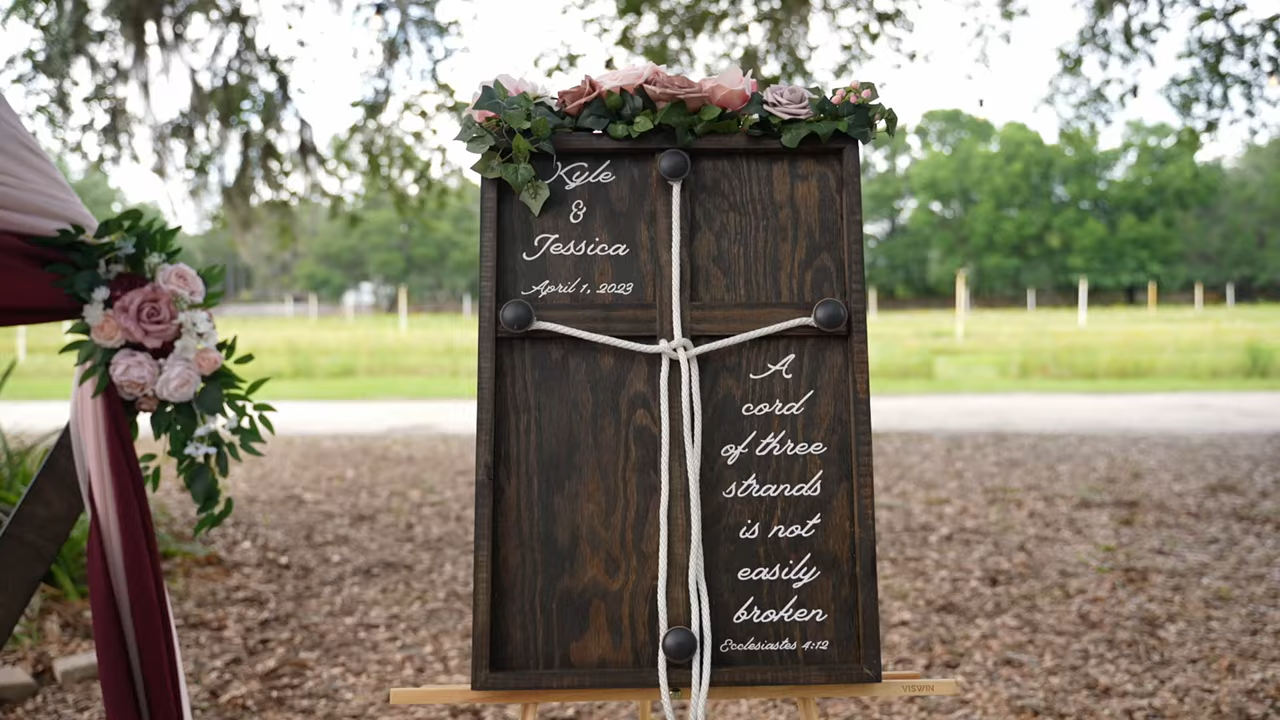 Kyle
&
Jessica
April 1, 2023
A
cord
of three
strands
is not
easily
broken
Ecclesiastes 4:12
VISWIN